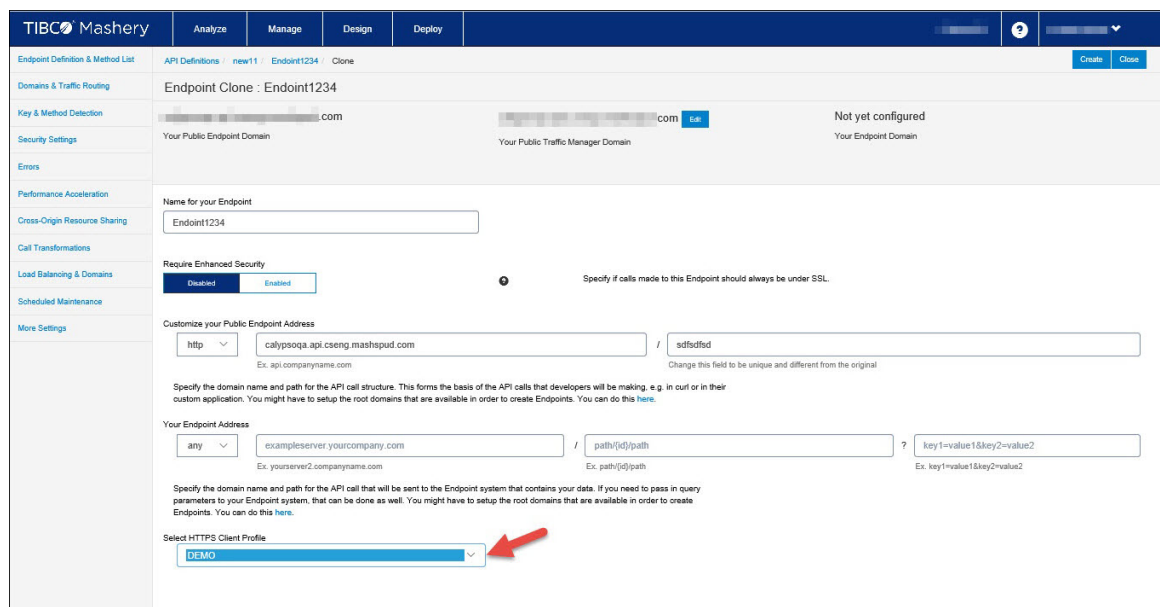 TIBCO Mashery
Analyze
Manage
Design
Deploy
?
Endpoint Definition & Method List
Domains & Traffic Routing
Key & Method Detection
Security Settings
Errors
Performance Acceleration
Cross-Origin Resource Sharing
Call Transformations
Load Balancing & Domains
Scheduled Maintenance
More Settings
API Definitions / new11 / Endoint1234 / Clone
Create
Close
Endpoint Clone : Endoint1234
.com
Your Public Endpoint Domain
com
Edit
Your Public Traffic Manager Domain
Not yet configured
Your Endpoint Domain
Name for your Endpoint
Endoint1234
Require Enhanced Security
Disabled
Enabled
Specify if calls made to this Endpoint should always be under SSL.
Customize your Public Endpoint Address
http
calypsoqa.api.cseng.mashspud.com
/
sdfsdfsd
Ex. api.companyname.com
Change this field to be unique and different from the original
Specify the domain name and path for the API call structure. This forms the basis of the API calls that developers will be making, e.g. in curl or in their
custom application. You might have to setup the root domains that are available in order to create Endpoints. You can do this here.
Your Endpoint Address
any
exampleserver.yourcompany.com
/
path/{id}/path
?
key1=value1&key2=value2
Ex. yourserver2.companyname.com
Ex. path/{id}/path
Ex. key1=value1&key2=value2
Specify the domain name and path for the API call that will be sent to the Endpoint system that contains your data. If you need to pass in query
parameters to your Endpoint system, that can be done as well. You might have to setup the root domains that are available in order to create
Endpoints. You can do this here.
Select HTTPS Client Profile
DEMO